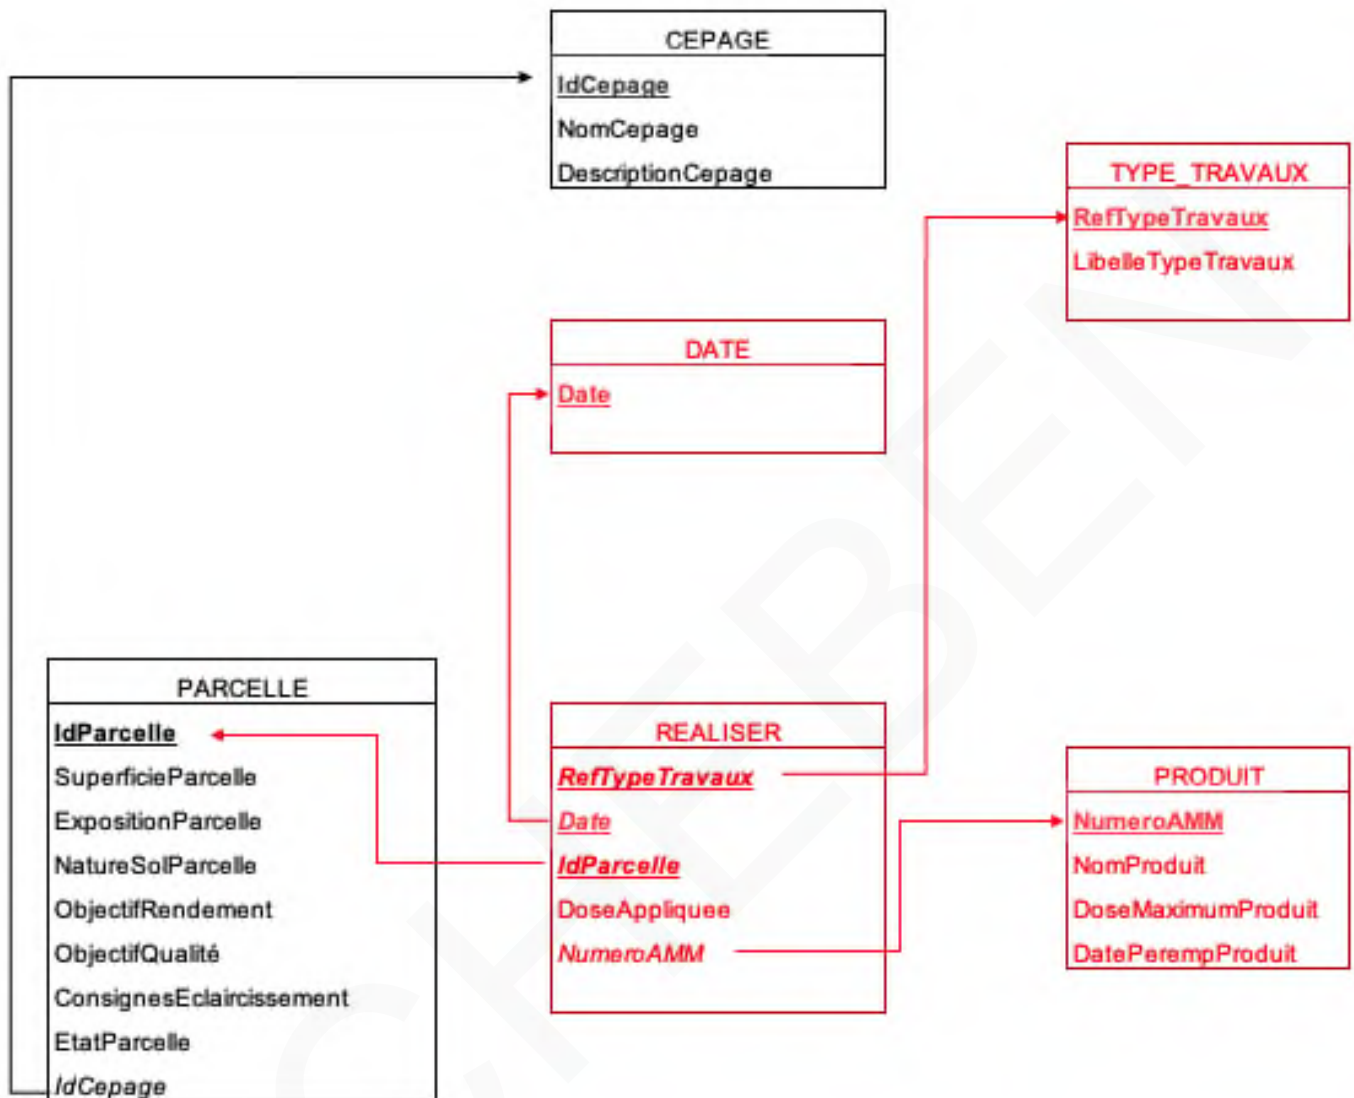 CEPAGE
IdCepage
NomCepage
DescriptionCepage
TYPE_TRAVAUX
RefTypeTravaux
LibelleTypeTravaux
DATE
Date
PARCELLE
IdParcelle
SuperficieParcelle
ExpositionParcelle
NatureSolParcelle
ObjectifRendement
ObjectifQualité
ConsignesEclaircissement
EtatParcelle
IdCepage
REALISER
RefTypeTravaux
Date
IdParcelle
DoseAppliquee
NumeroAMM
PRODUIT
NumeroAMM
NomProduit
DoseMaximumProduit
DatePerempProduit